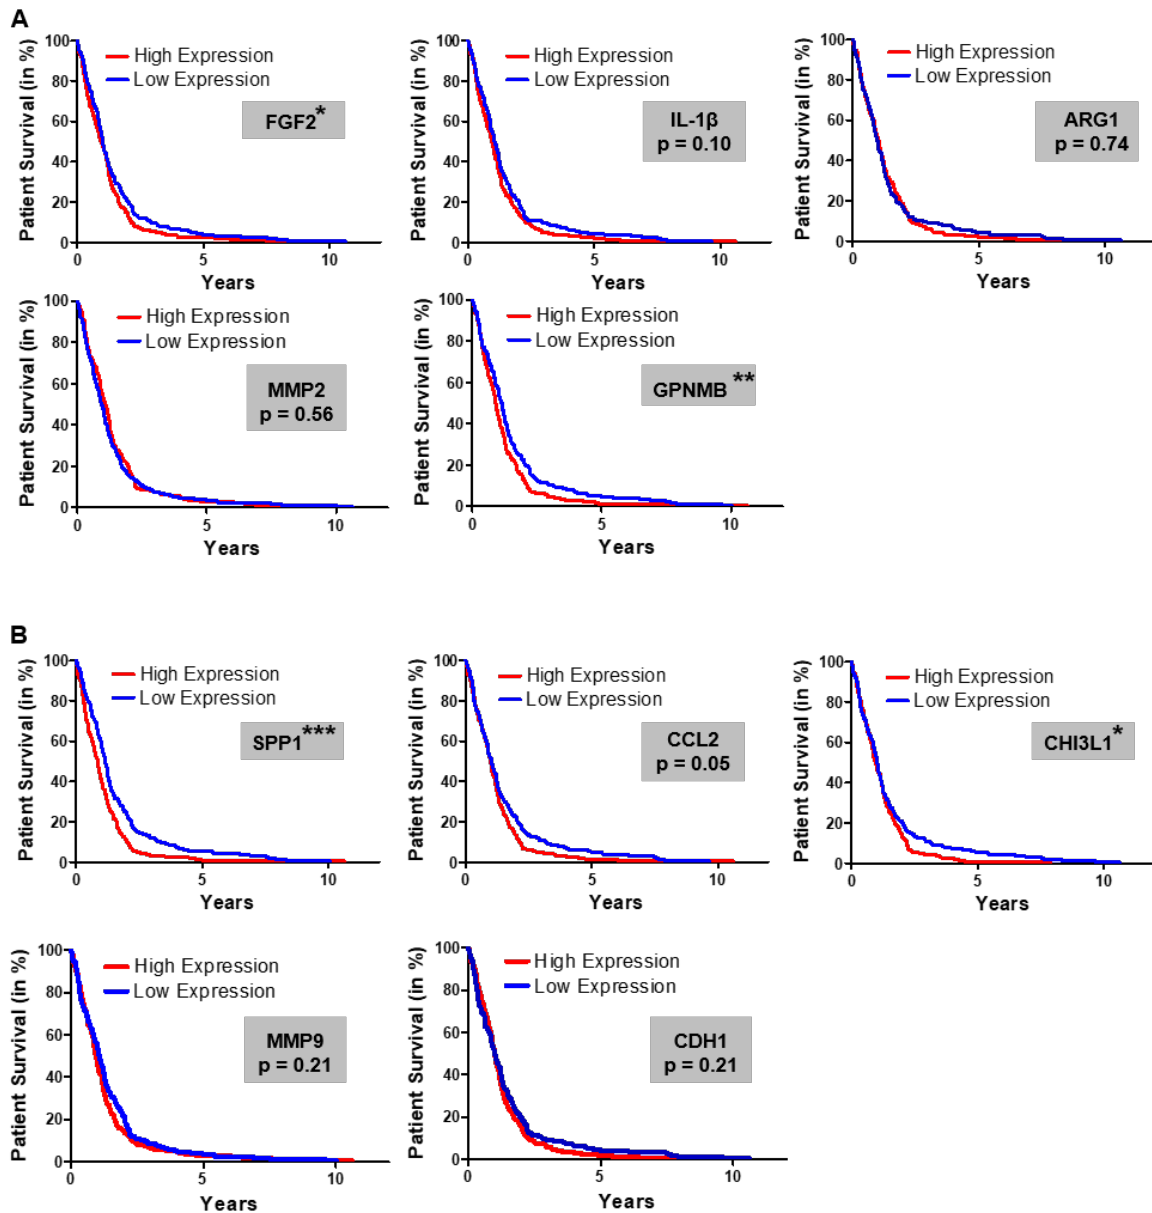 A
Patient Survival (in %)
100
80
60
40
20
0
High Expression
Low Expression
FGF2*
0 5 10
Years
Patient Survival (in %)
100
80
60
40
20
0
High Expression
Low Expression
IL-1β
p = 0.10
0 5 10
Years
Patient Survival (in %)
100
80
60
40
20
0
High Expression
Low Expression
ARG1
p = 0.74
0 5 10
Years
Patient Survival (in %)
100
80
60
40
20
0
High Expression
Low Expression
MMP2
p = 0.56
0 5 10
Years
Patient Survival (in %)
100
80
60
40
20
0
High Expression
Low Expression
GPNMB **
0 5 10
Years
B
Patient Survival (in %)
100
80
60
40
20
0
High Expression
Low Expression
SPP1***
0 5 10
Years
Patient Survival (in %)
100
80
60
40
20
0
High Expression
Low Expression
CCL2
p = 0.05
0 5 10
Years
Patient Survival (in %)
100
80
60
40
20
0
High Expression
Low Expression
CHI3L1*
0 5 10
Years
Patient Survival (in %)
100
80
60
40
20
0
High Expression
Low Expression
MMP9
p = 0.21
0 5 10
Years
Patient Survival (in %)
100
80
60
40
20
0
High Expression
Low Expression
CDH1
p = 0.21
0 5 10
Years